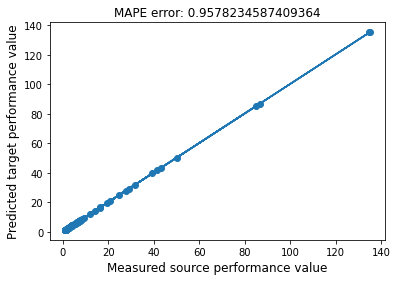 MAPE error: 0.9578234587409364
140
120
100
80
60
40
20
0
Predicted target performance value
0 20 40 60 80 100 120 140
Measured source performance value